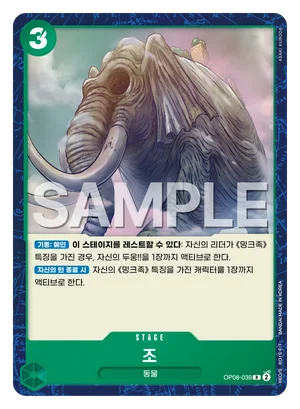 3
SAMPLE
기동: 메인 이 스테이지를 레스트할 수 있다: 자신의 리더가 《밍크족》
특징을 가진 경우, 자신의 두웅!!을 1장까지 액티브로 한다.
자신의 턴 종료 시 자신의 《밍크족》 특징을 가진 캐릭터를 1장까지
액티브로 한다.
STAGE
조
동물
OP08-039 R
2